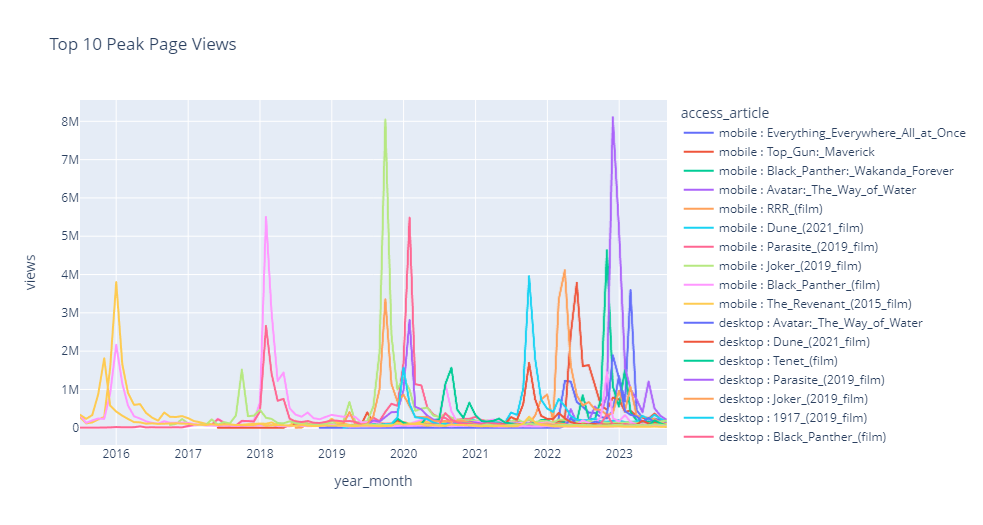 Top 10 Peak Page Views
access_article
mobile : Everything_Everywhere_All_at_Once
mobile : Top_Gun:_Maverick
mobile : Black_Panther:_Wakanda_Forever
mobile : Avatar:_The_Way_of_Water
mobile : RRR_(film)
mobile : Dune_(2021_film)
mobile : Parasite_(2019_film)
mobile : Joker_(2019_film)
mobile : Black_Panther_(film)
mobile : The_Revenant_(2015_film)
desktop : Avatar:_The_Way_of_Water
desktop : Dune_(2021_film)
desktop : Tenet_(film)
desktop : Parasite_(2019_film)
desktop : Joker_(2019_film)
desktop : 1917_(2019_film)
desktop : Black_Panther_(film)
8M
7M
6M
5M
4M
3M
2M
1M
0
views
2016 2017 2018 2019 2020 2021 2022 2023
year_month